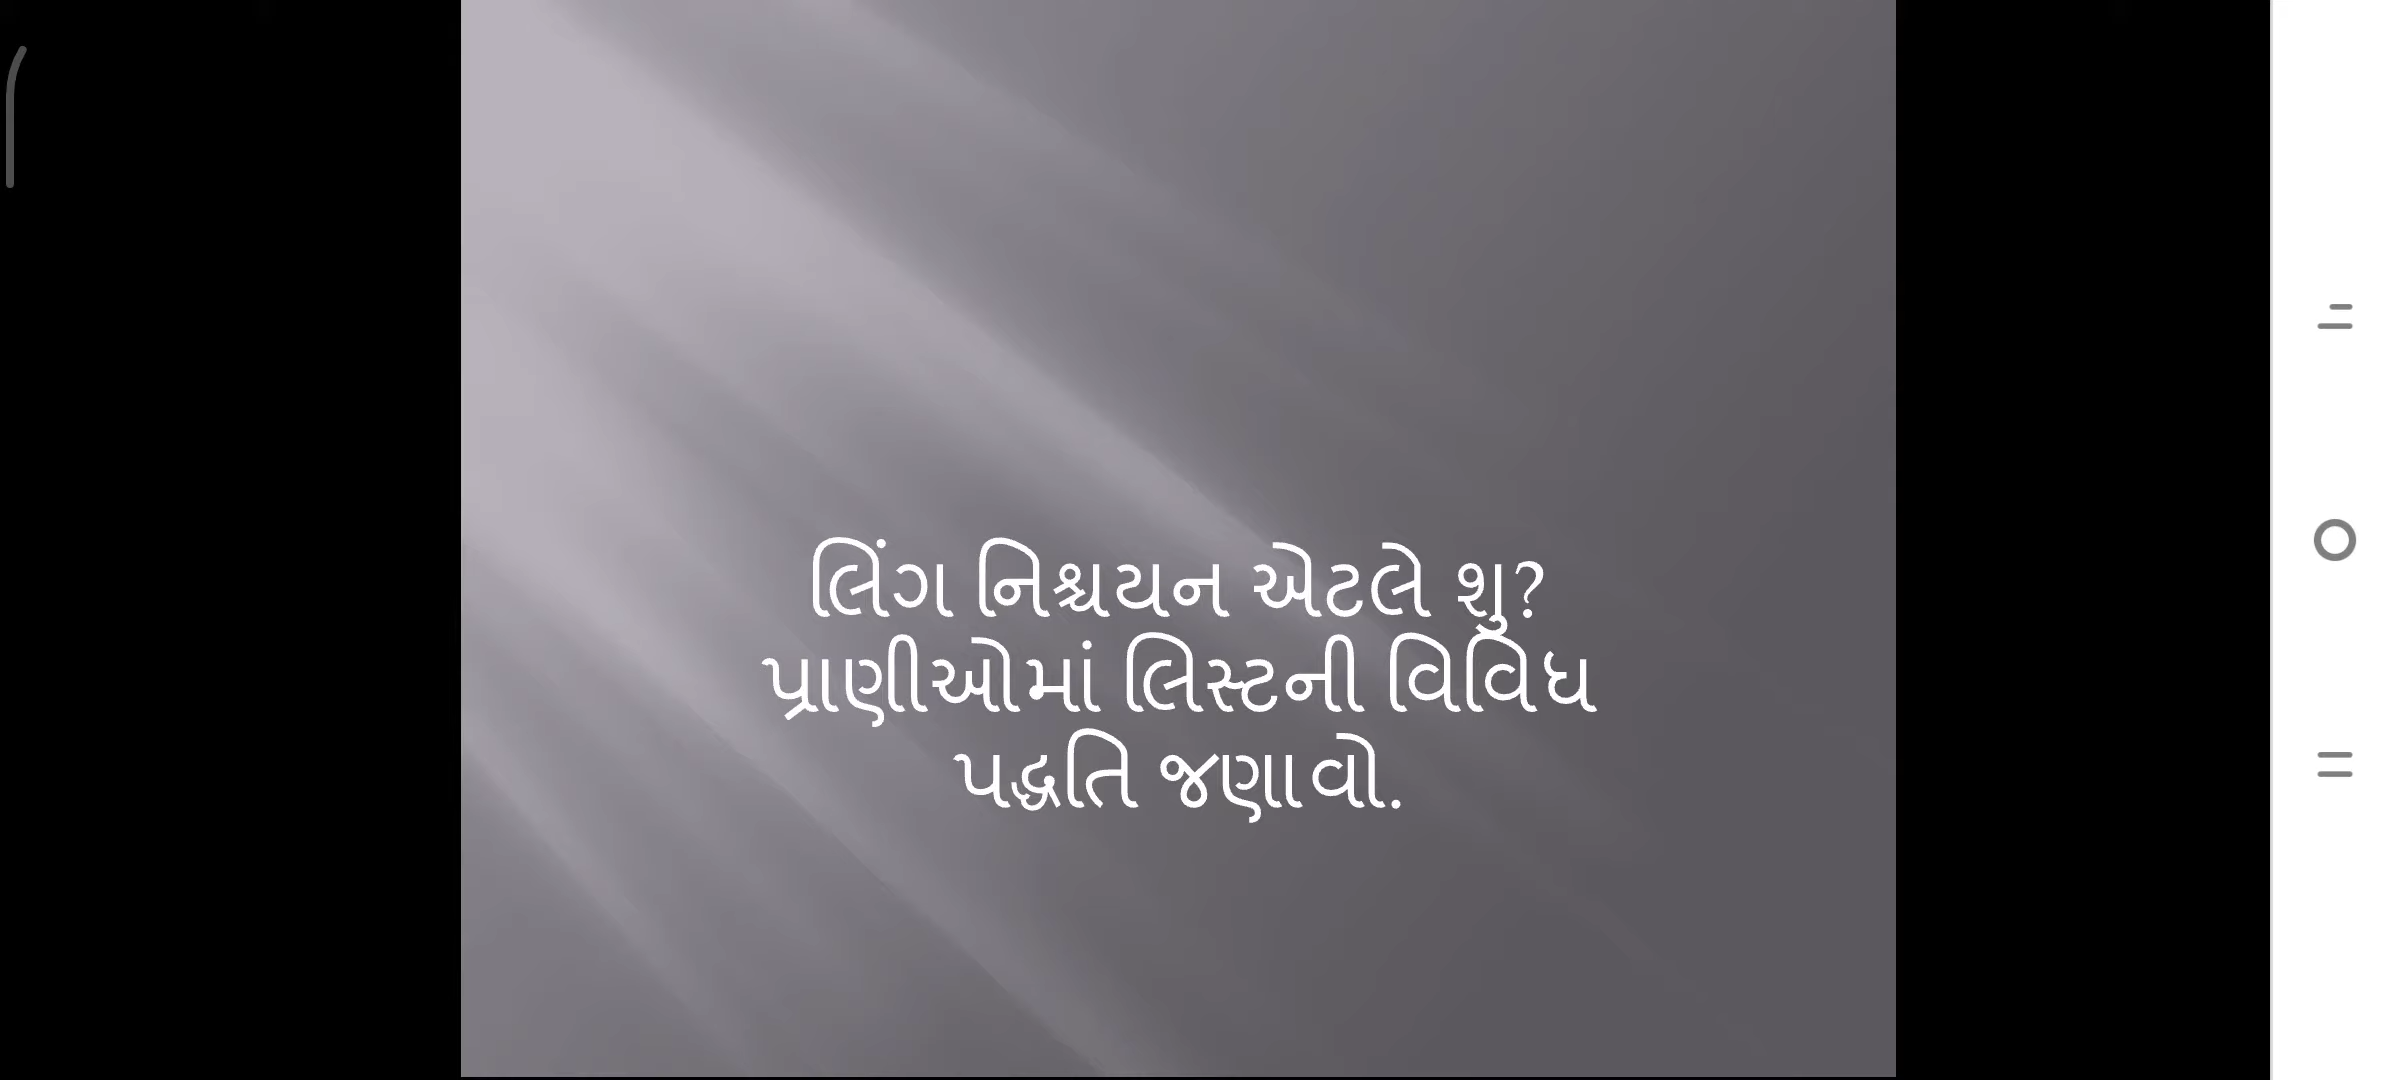 લિંગ નિશ્ચયન એટલે શુ?
પ્રાણીઓમાં લિસ્ટની વિવિધ
પદ્ધતિ જણાવો.